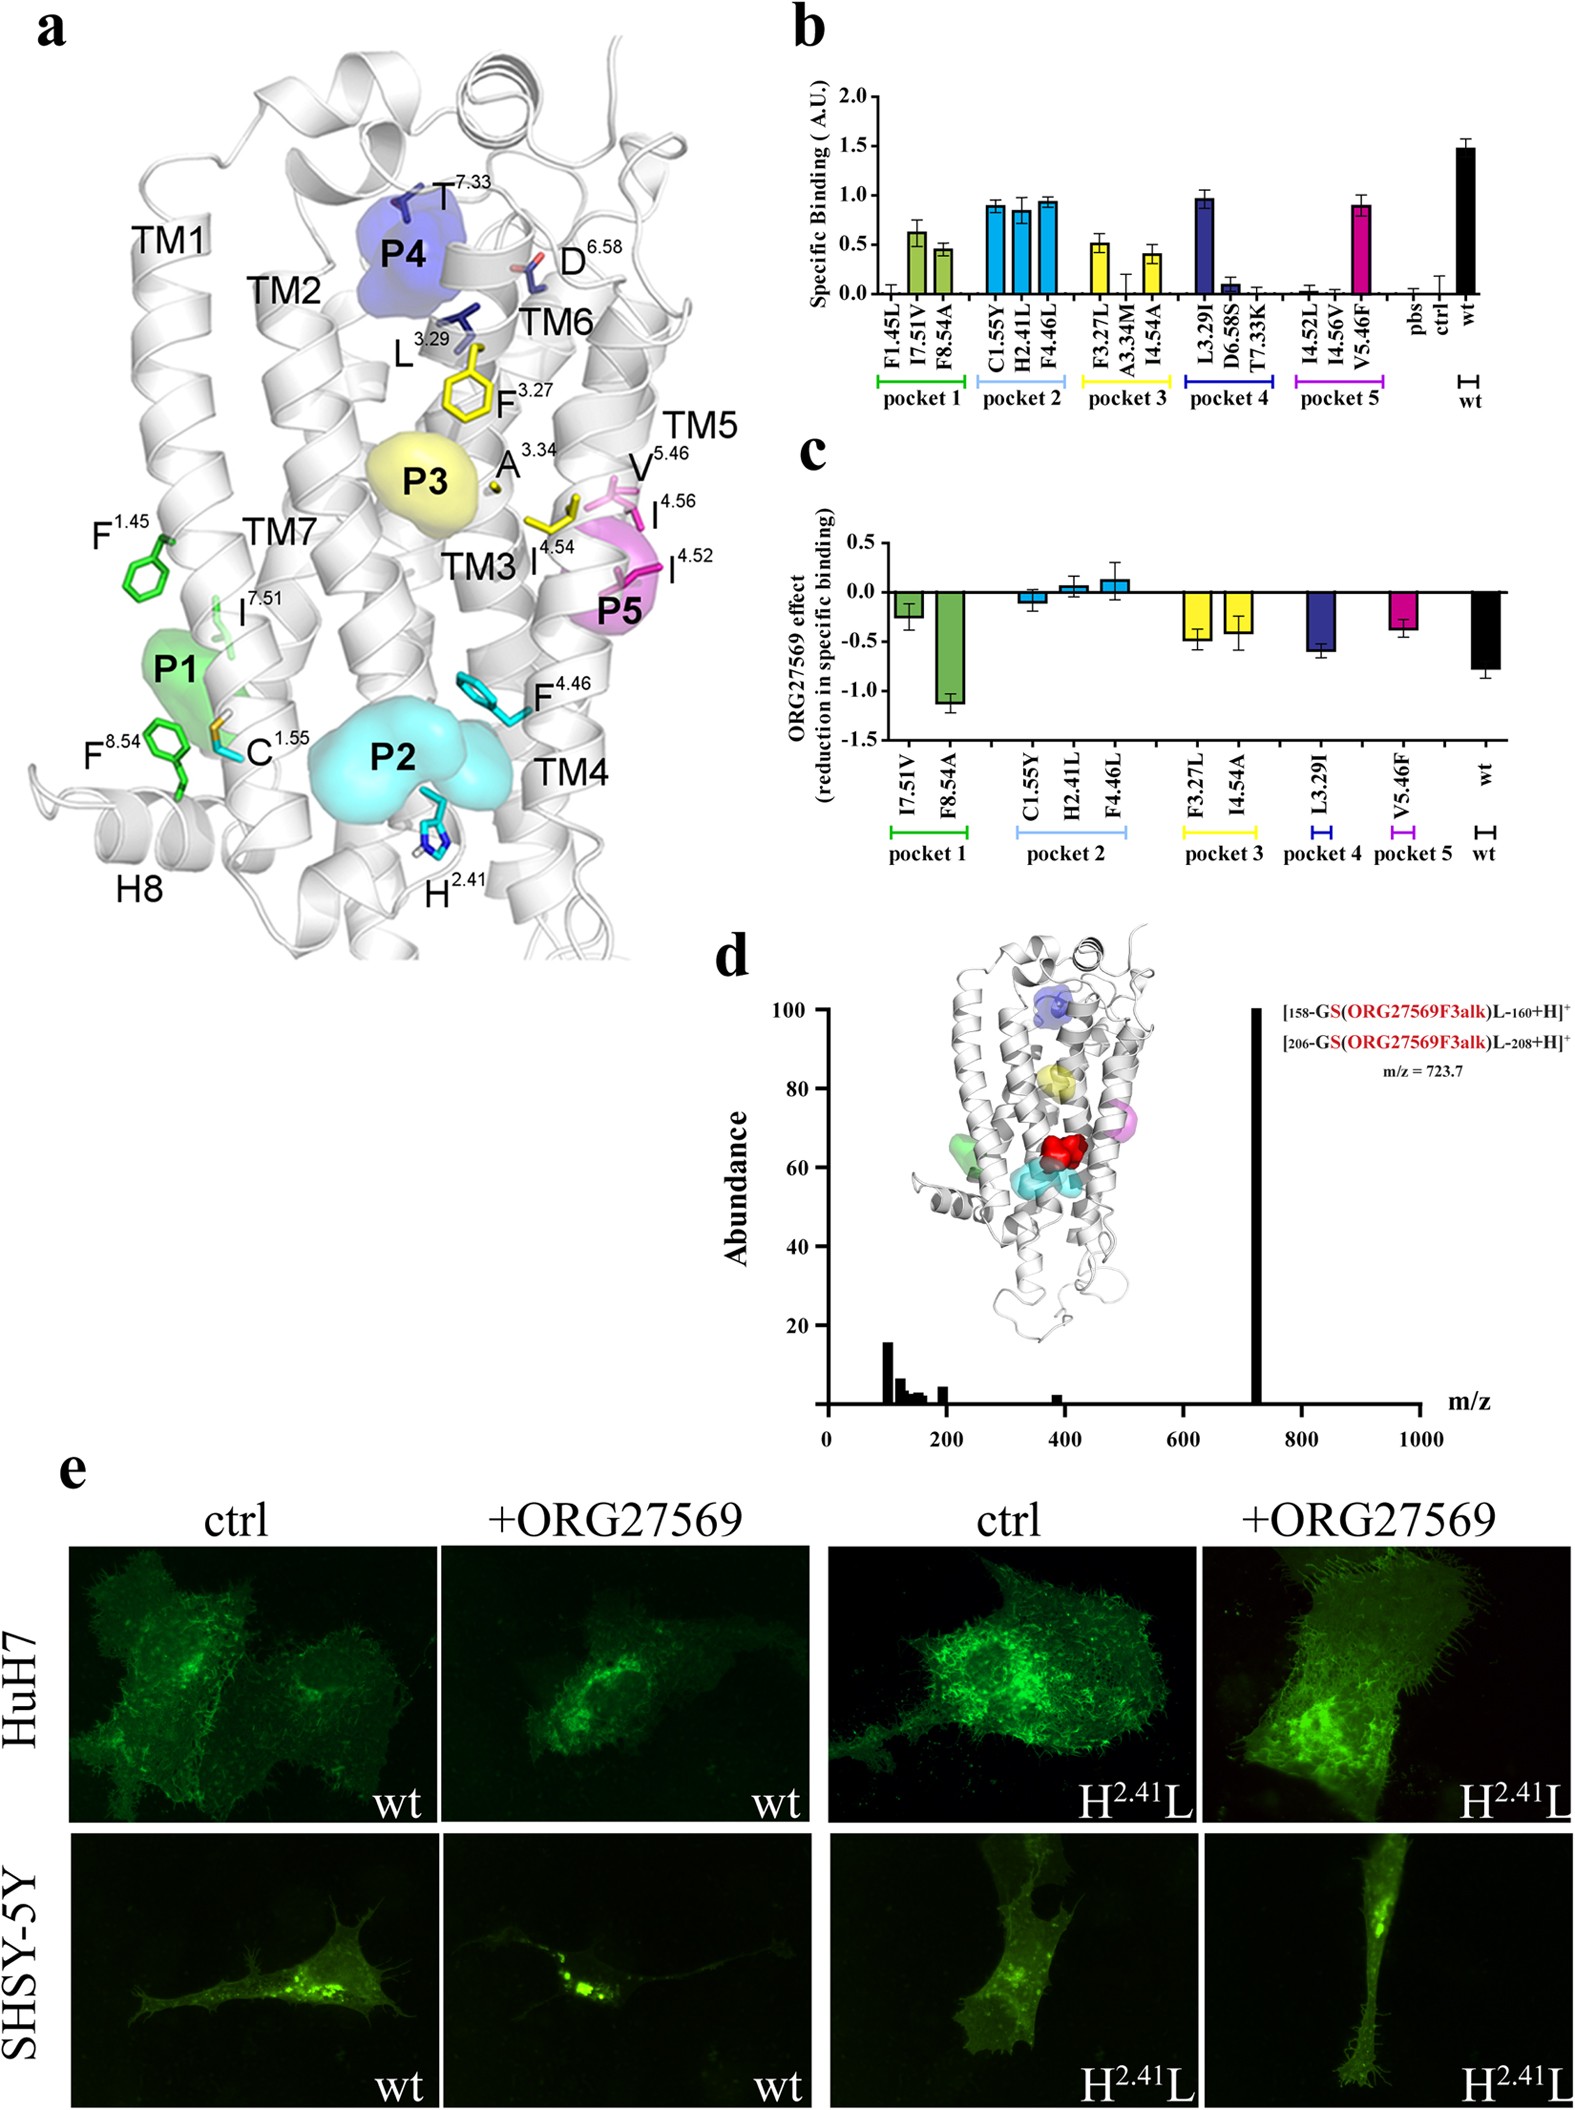 a
T7.33
P4
TM1
D6.58
TM2
TM6
L3.29
F3.27
TM5
A3.34
V5.46
P3
I4.56
F1.45
TM7
TM3
I4.54
I4.52
I7.51
P5
P1
F4.46
F8.54
C1.55
P2
TM4
H8
H2.41
b
Specific Binding ( A.U.)
2.0
1.5
1.0
0.5
0.0
F1.45L
I7.51V
F8.54A
C1.55Y
H2.41L
F4.46L
F3.27L
A3.34M
I4.54A
L3.29I
D6.58S
T7.33K
I4.52L
I4.56V
V5.46F
pbs
ctrl
wt
pocket 1
pocket 2
pocket 3
pocket 4
pocket 5
wt
c
ORG27569 effect
(reduction in specific binding)
0.5
0.0
-0.5
-1.0
-1.5
I7.51V
F8.54A
C1.55Y
H2.41L
F4.46L
F3.27L
I4.54A
L3.29I
V5.46F
wt
pocket 1
pocket 2
pocket 3
pocket 4
pocket 5
wt
d
Abundance
100
80
60
40
20
[158-GS(ORG27569F3alk)L-160+H]+
[206-GS(ORG27569F3alk)L-208+H]+
m/z = 723.7
m/z
0
200
400
600
800
1000
e
ctrl
+ORG27569
ctrl
+ORG27569
HuH7
wt
wt
H2.41L
H2.41L
SHSY-5Y
wt
wt
H2.41L
H2.41L